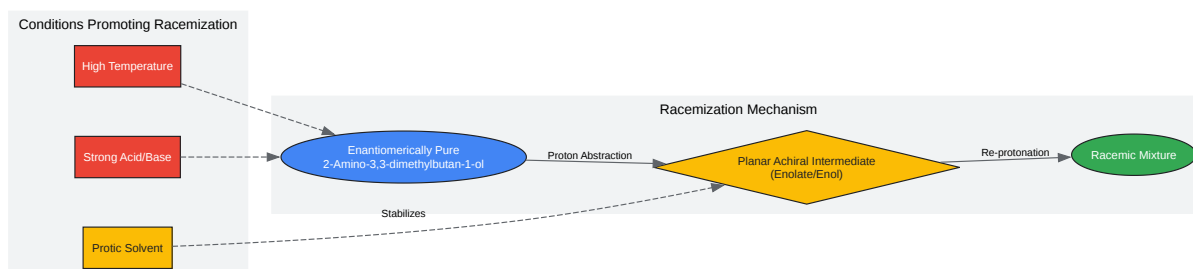 Conditions Promoting Racemization
High Temperature
Strong Acid/Base
Protic Solvent
Racemization Mechanism
Enantiomerically Pure
2-Amino-3,3-dimethylbutan-1-ol
Proton Abstraction
Planar Achiral Intermediate
(Enolate/Enol)
Re-protonation
Racemic Mixture
Stabilizes